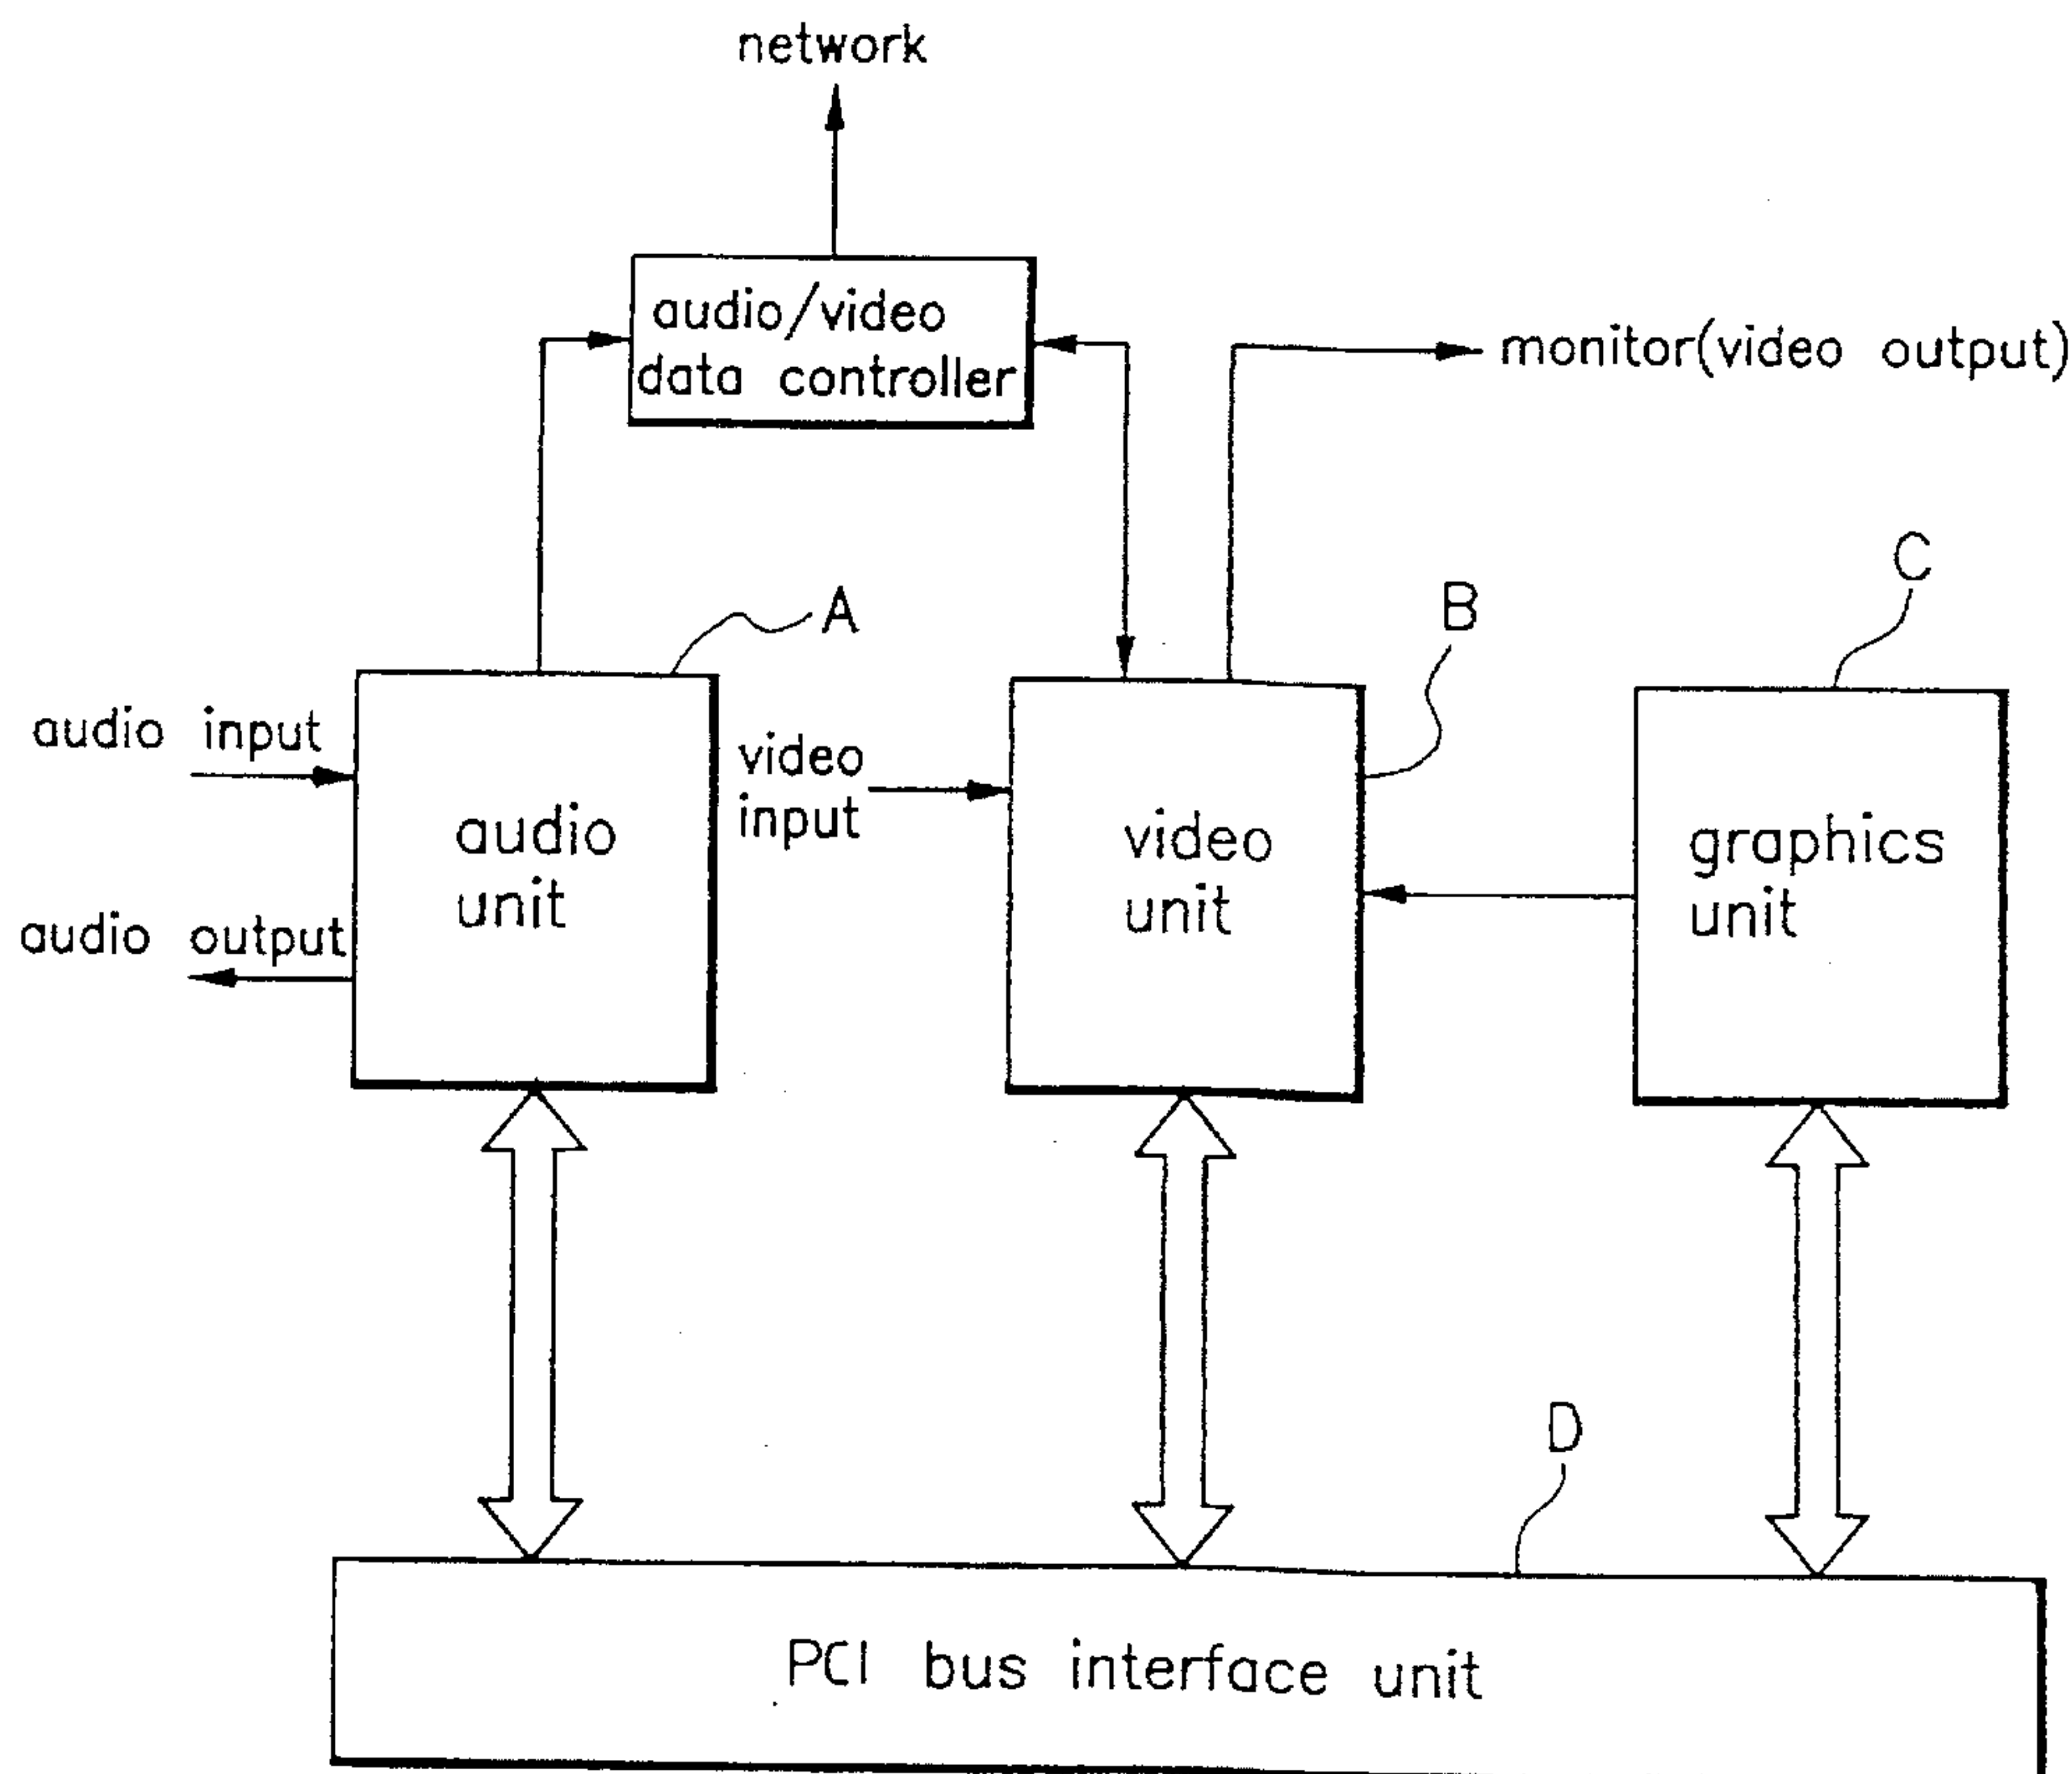 network
audio/video
data controller
monitor(video output)
C
B
A
audio input
video
input
audio
unit
video
unit
graphics
unit
audio output
D
PCI bus interface unit